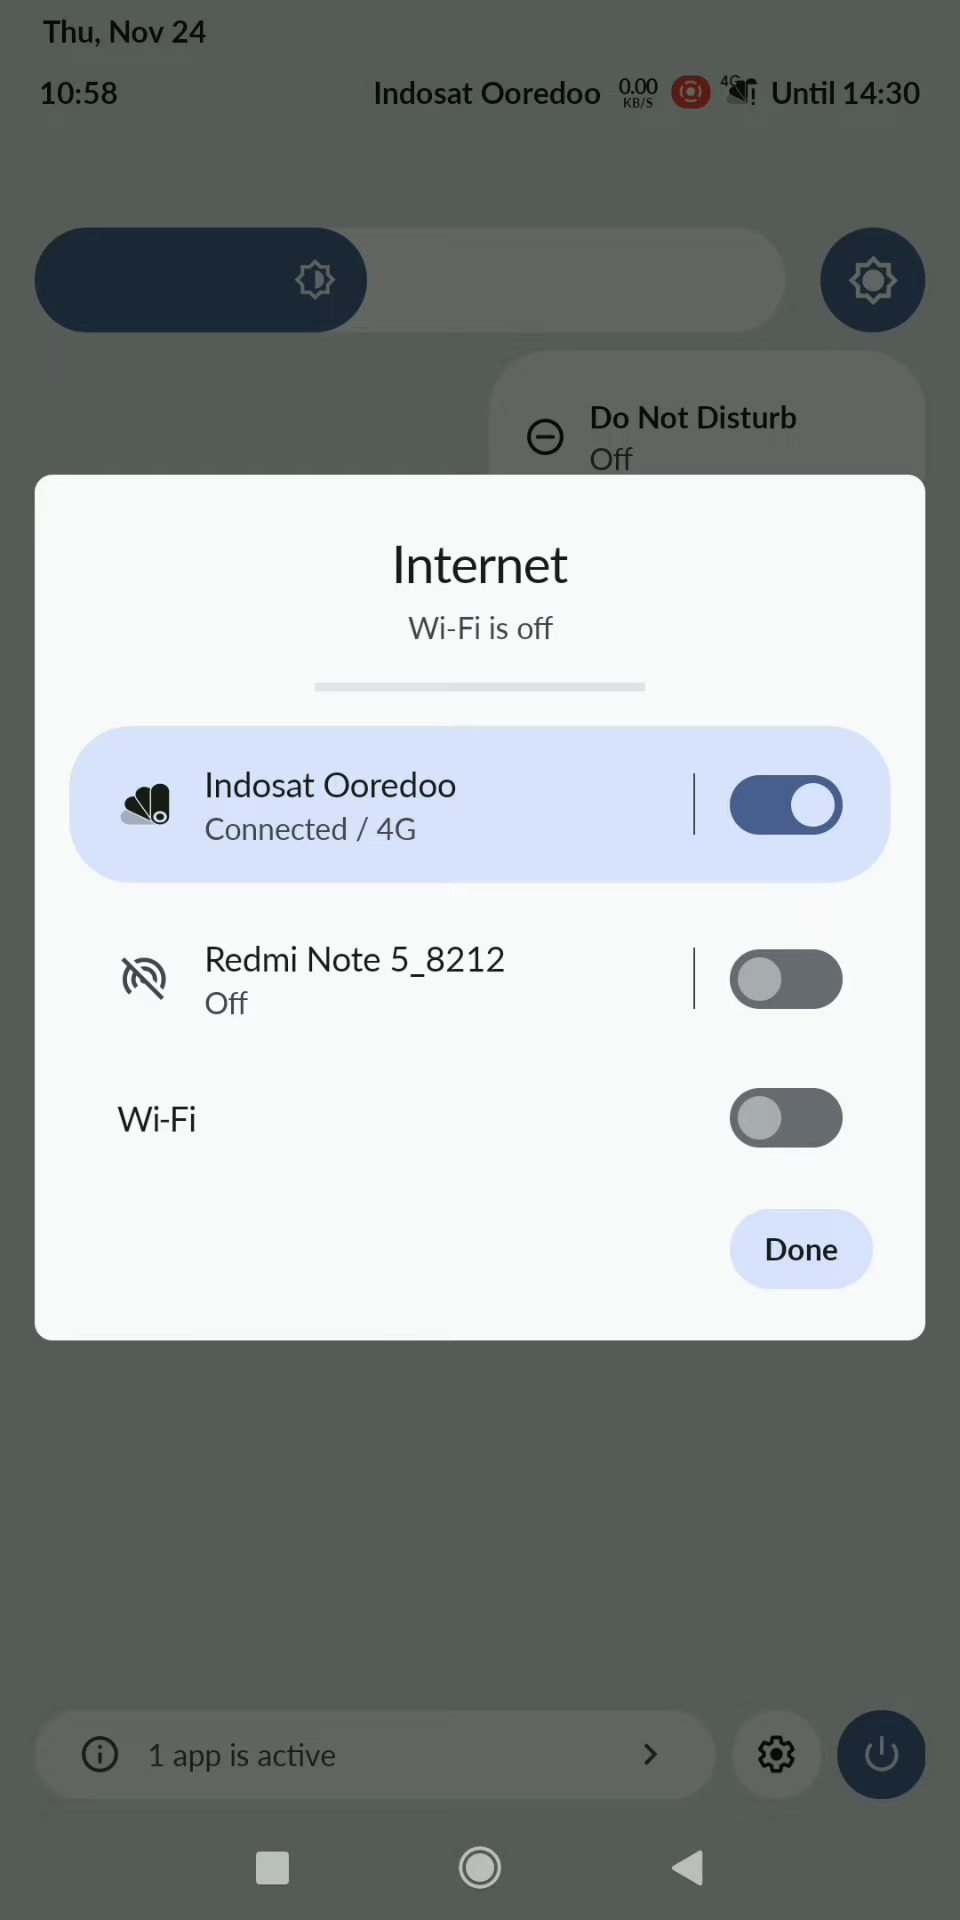 Thu, Nov 24
10:58 Indosat Ooredoo 0.00 KB/S 4G Until 14:30
Do Not Disturb
Off
Internet
Wi-Fi is off
Indosat Ooredoo
Connected / 4G
Redmi Note 5_8212
Off
Wi-Fi
Done
1 app is active